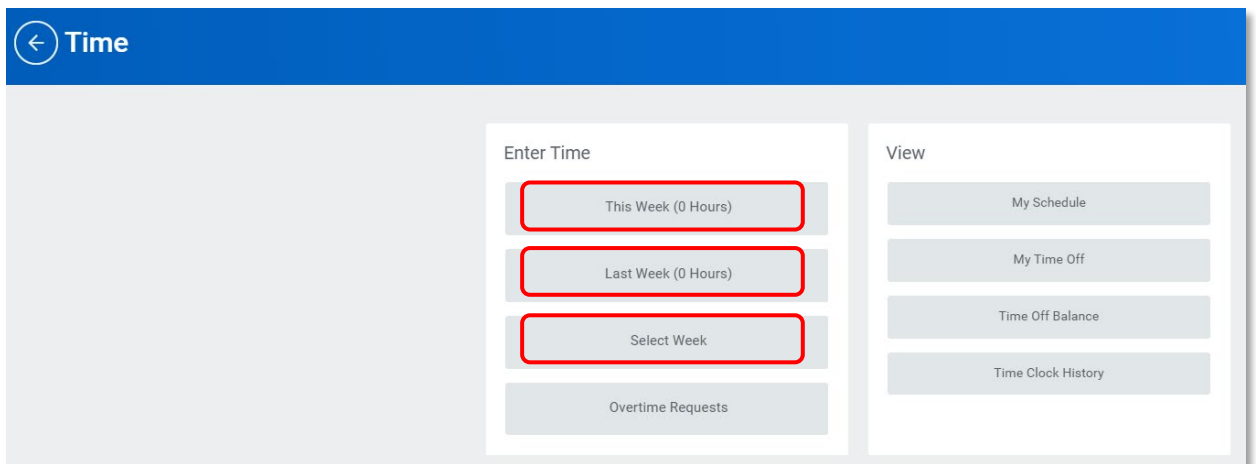 Time
Enter Time
This Week (0 Hours)
Last Week (0 Hours)
Select Week
Overtime Requests
View
My Schedule
My Time Off
Time Off Balance
Time Clock History